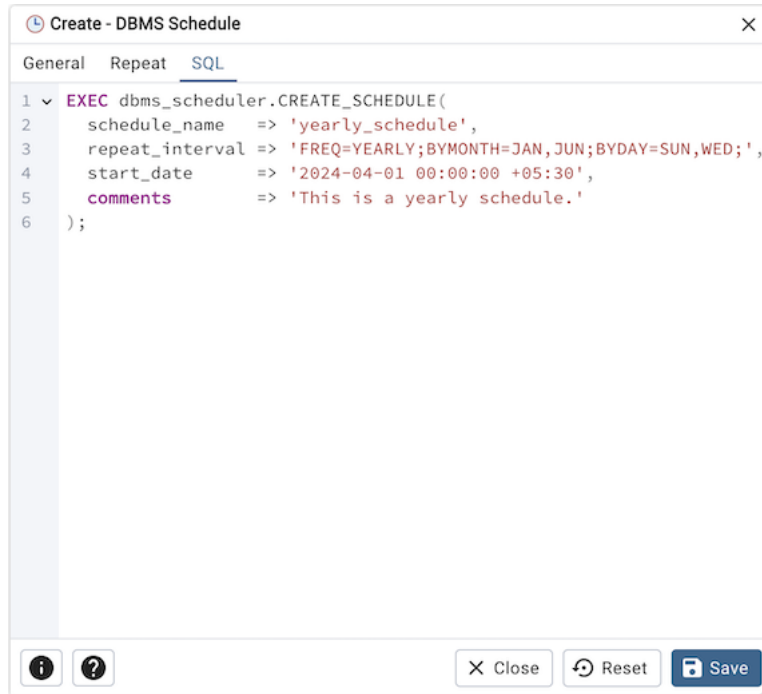 Create - DBMS Schedule
General Repeat SQL
1 EXEC dbms_scheduler.CREATE_SCHEDULE(
2 schedule_name => 'yearly_schedule',
3 repeat_interval => 'FREQ=YEARLY;BYMONTH=JAN,JUN;BYDAY=SUN,WED;',
4 start_date => '2024-04-01 00:00:00 +05:30',
5 comments => 'This is a yearly schedule.'
6 );
Close Reset Save